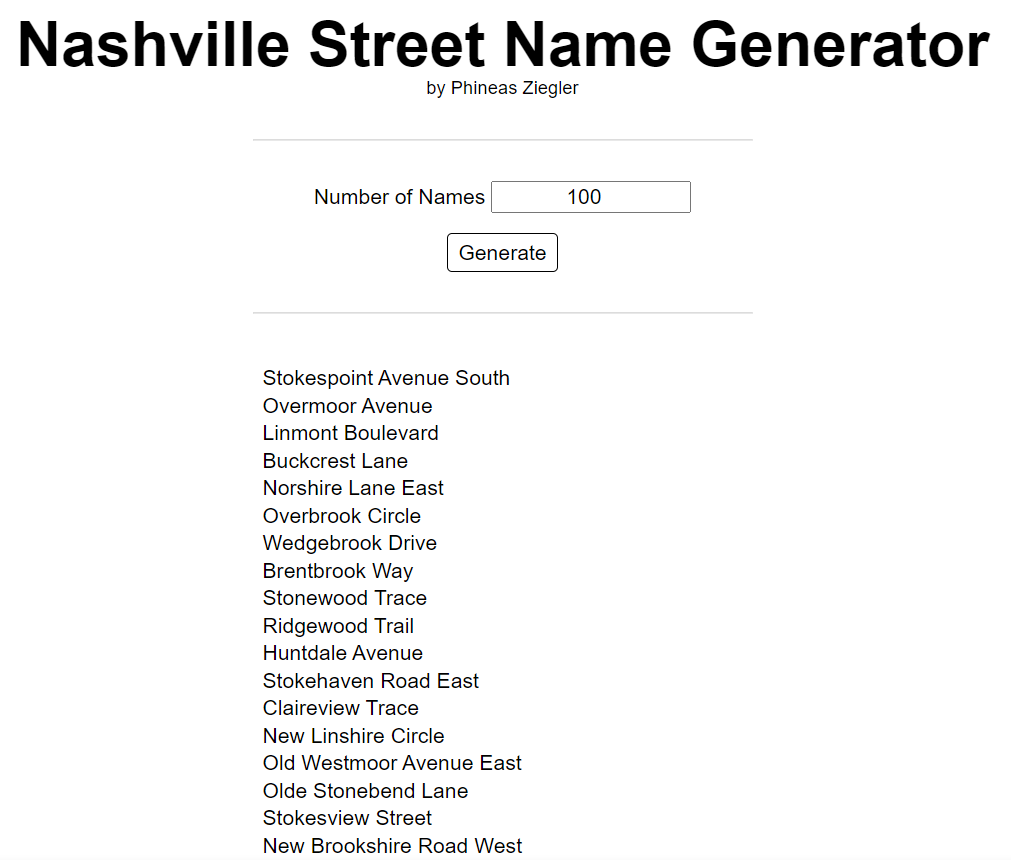 Nashville Street Name Generator
by Phineas Ziegler
Number of Names 100
Generate
Stokespoint Avenue South
Overmoor Avenue
Linmont Boulevard
Buckcrest Lane
Norshire Lane East
Overbrook Circle
Wedgebrook Drive
Brentbrook Way
Stonewood Trace
Ridgewood Trail
Huntdale Avenue
Stokehaven Road East
Claireview Trace
New Linshire Circle
Old Westmoor Avenue East
Olde Stonebend Lane
Stokesview Street
New Brookshire Road West